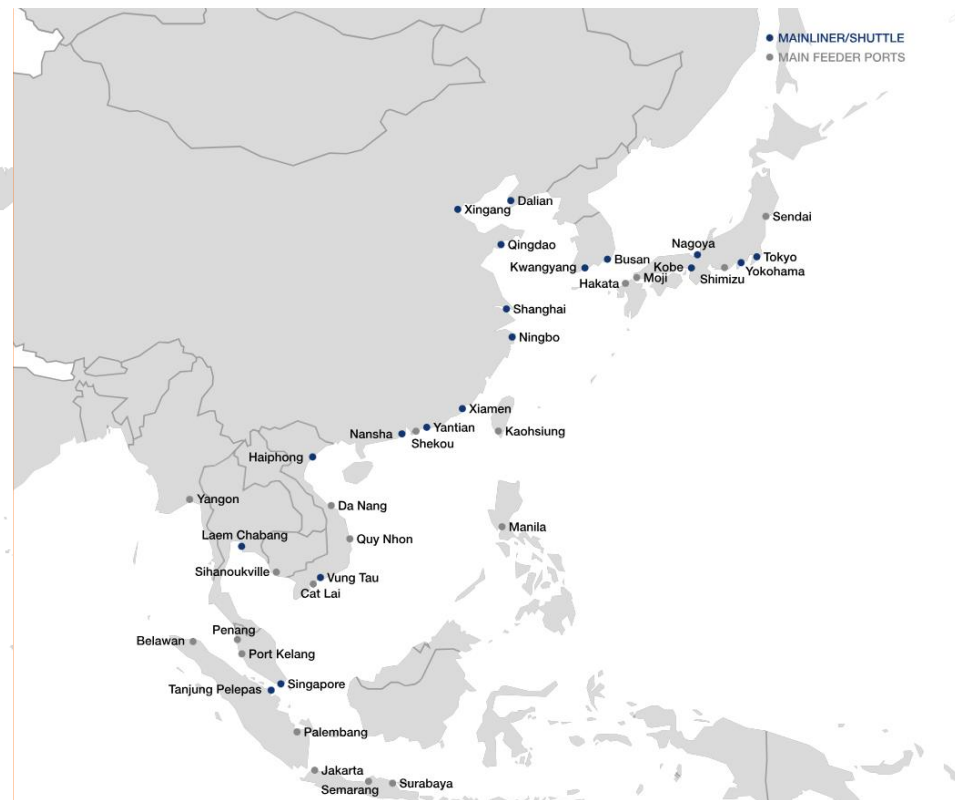 MAINLINER/SHUTTLE
MAIN FEEDER PORTS
Dalian
Xingang
Sendai
Qingdao
Nagoya
Busan
Tokyo
Kwangyang
Kobe
Yokohama
Moji
Shimizu
Hakata
Shanghai
Ningbo
Xiamen
Yantian
Nansha
Kaohsiung
Shekou
Haiphong
Yangon
Da Nang
Manila
Laem Chabang
Quy Nhon
Sihanoukville
Vung Tau
Cat Lai
Penang
Belawan
Port Kelang
Singapore
Tanjung Pelepas
Palembang
Jakarta
Surabaya
Semarang